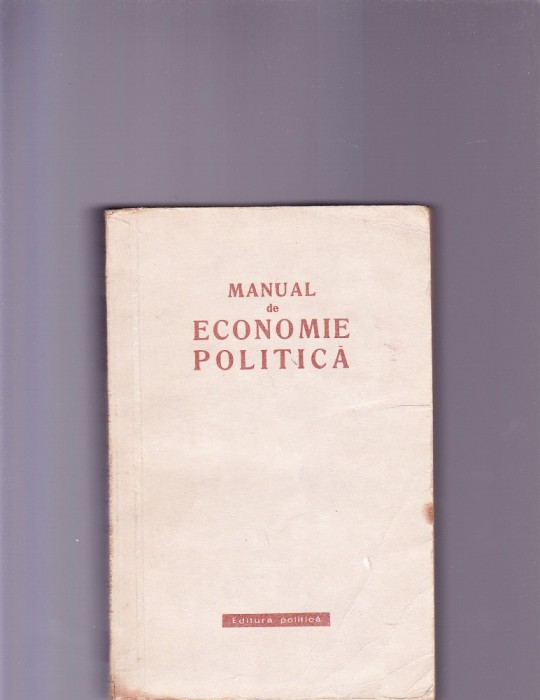 MANUAL
de
ECONOMIE
POLITICĂ
Editura politică